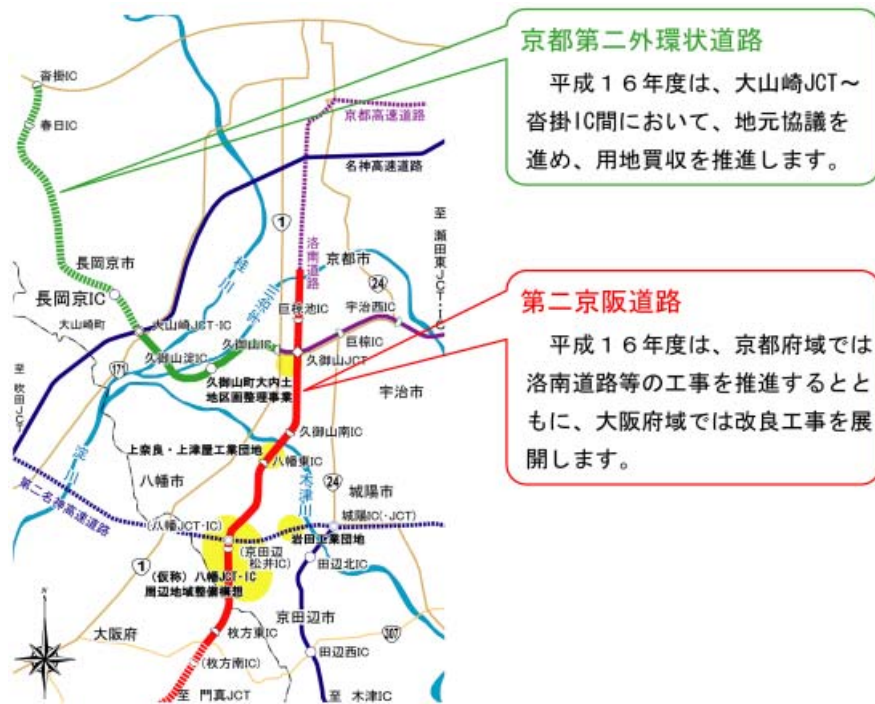 京都第二外環状道路
平成１６年度は、大山崎JCT～
沓掛IC間において、地元協議を
進め、用地買収を推進します。
第二京阪道路
平成１６年度は、京都府域では
洛南道路等の工事を推進するとと
もに、大阪府域では改良工事を展
開します。
沓掛IC
春日IC
京都高速道路
名神高速道路
1
洛南道路
京都市
至 瀬田東JCT・IC
長岡京市
桂川
宇治川
24
長岡京IC
巨椋池IC
宇治西IC
大山崎町
大山崎JCT・IC
久御山IC
巨椋IC
久御山淀IC
久御山JCT
171
至 吹田JCT
久御山町大内土
地区画整理事業
宇治市
淀川
久御山南IC
上奈良・上津屋工業団地
八幡東IC
木津川
八幡市
24
城陽市
第二名神高速道路
城陽IC(・JCT)
(八幡JCT・IC)
岩田工業団地
(京田辺
松井IC)
田辺北IC
1
(仮称)八幡JCT・IC
周辺地域整備構想
N
京田辺市
大阪府
枚方東IC
307
田辺西IC
(枚方南IC)
至 門真JCT
至 木津IC